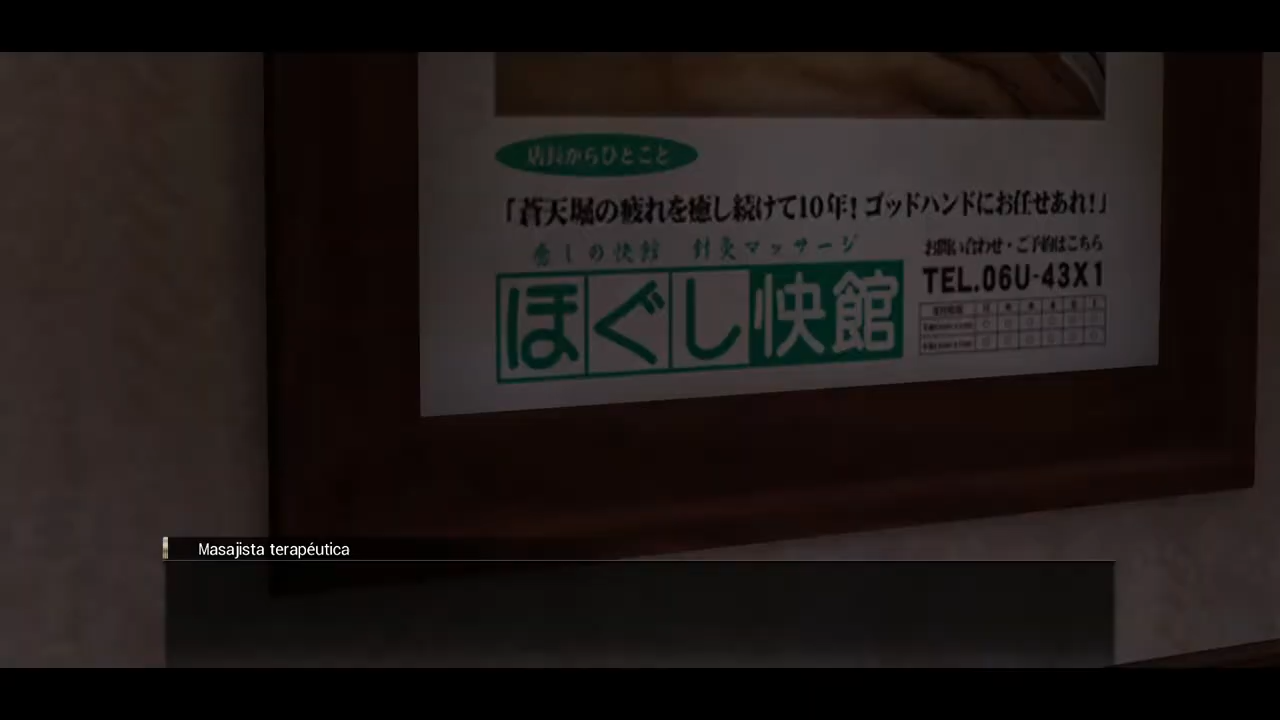 店長からひとこと
「蒼天堀の疲れを癒し続けて10年！ゴッドハンドにお任せあれ！」
癒しの快館 針灸マッサージ
ほぐし快館
お問い合わせ・ご予約はこちら
TEL.06U-43X1
Masajista terapéutica